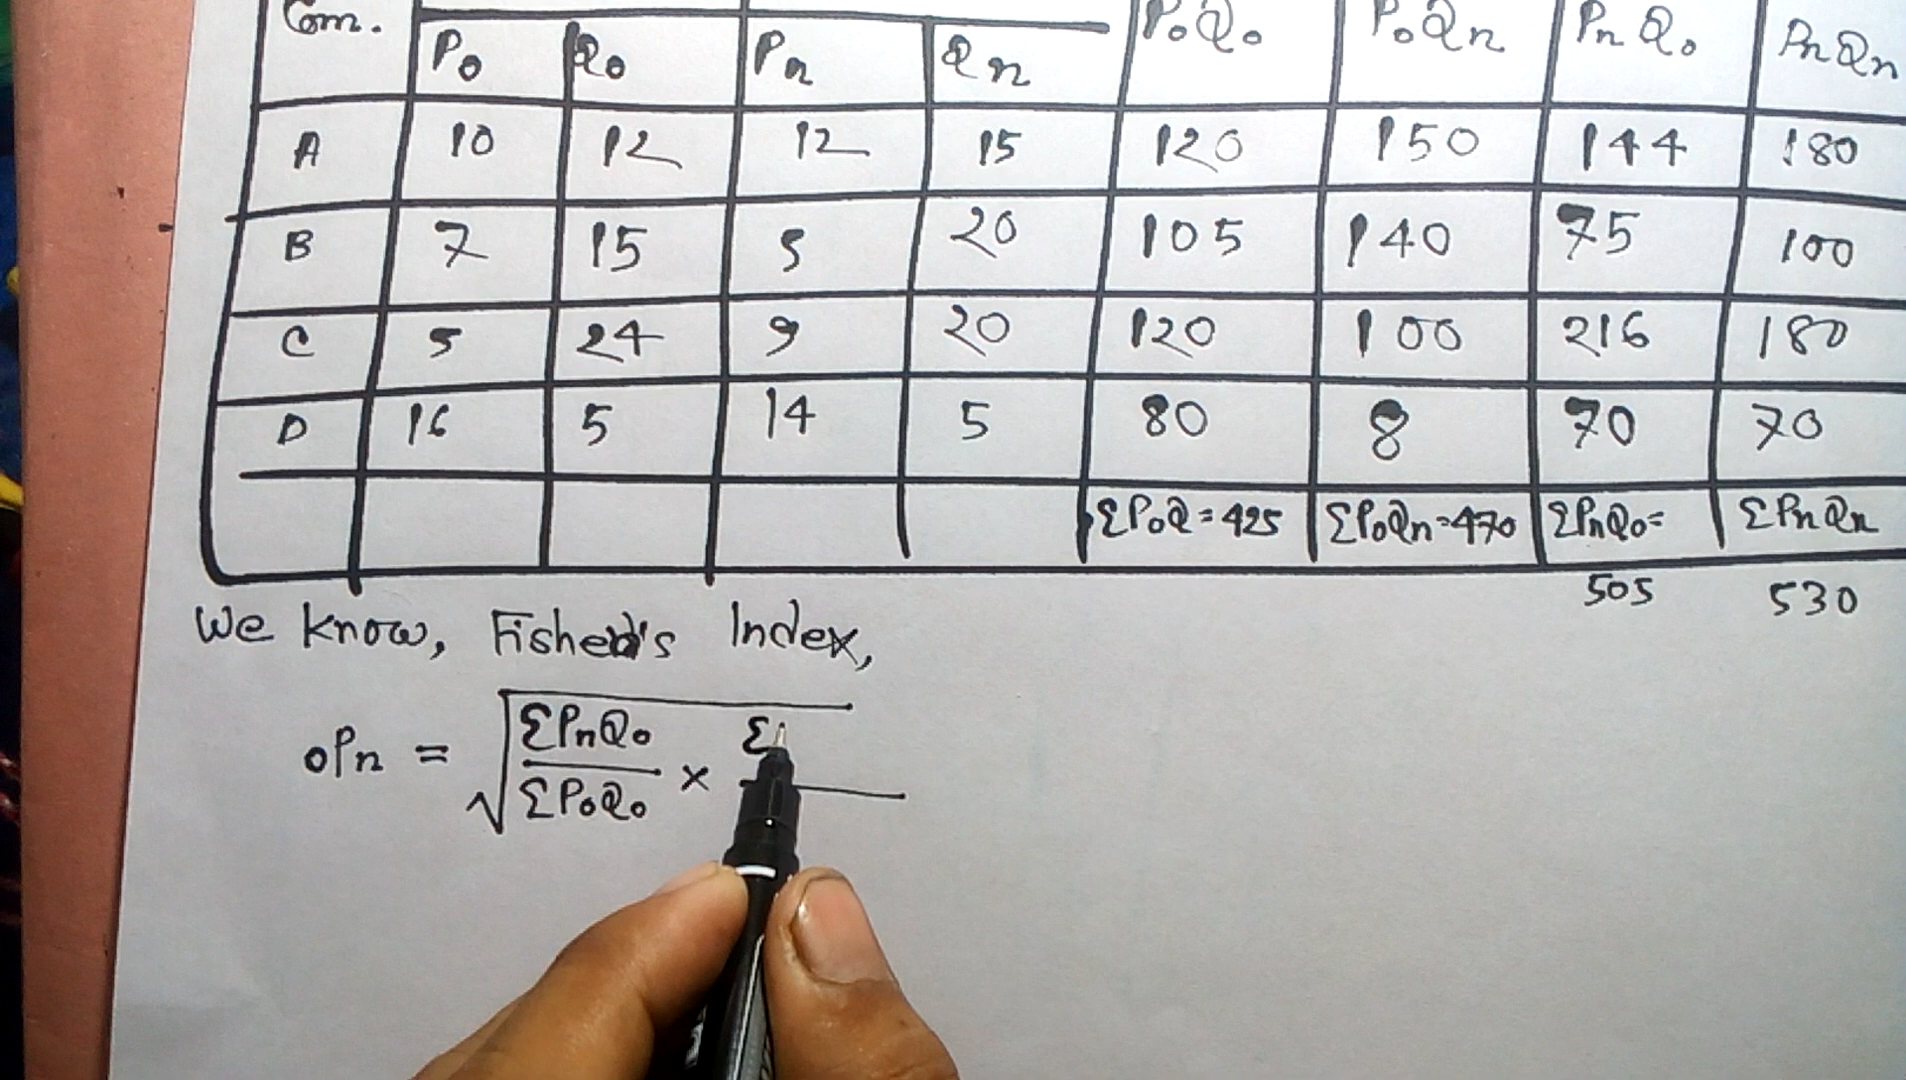 Com. P₀ Q₀ Pn Qn P₀Q₀ P₀Qn PnQ₀ PnQn
A 10 12 12 15 120 150 144 180
B 7 15 5 20 105 140 75 100
C 5 24 9 20 120 100 216 180
D 16 5 14 5 80 8 70 70
ΣP₀Q=425 ΣP₀Qn=470 ΣPnQ₀= ΣPnQn
505 530
We know, Fisher's Index,
oPn = √ ΣPnQ₀ / ΣP₀Q₀ × Σ